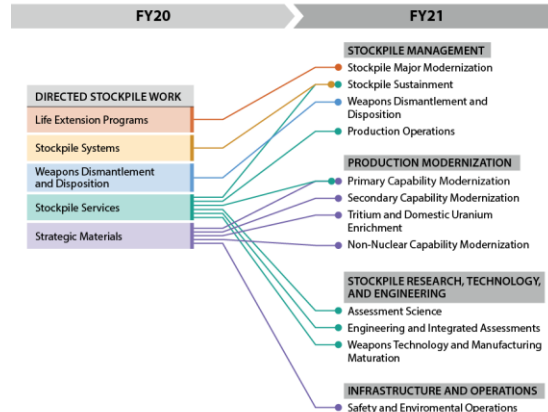 FY20
FY21
DIRECTED STOCKPILE WORK
Life Extension Programs
Stockpile Systems
Weapons Dismantlement
and Disposition
Stockpile Services
Strategic Materials
STOCKPILE MANAGEMENT
Stockpile Major Modernization
Stockpile Sustainment
Weapons Dismantlement and
Disposition
Production Operations
PRODUCTION MODERNIZATION
Primary Capability Modernization
Secondary Capability Modernization
Tritium and Domestic Uranium
Enrichment
Non-Nuclear Capability Modernization
STOCKPILE RESEARCH, TECHNOLOGY,
AND ENGINEERING
Assessment Science
Engineering and Integrated Assessments
Weapons Technology and Manufacturing
Maturation
INFRASTRUCTURE AND OPERATIONS
Safety and Enviromental Operations